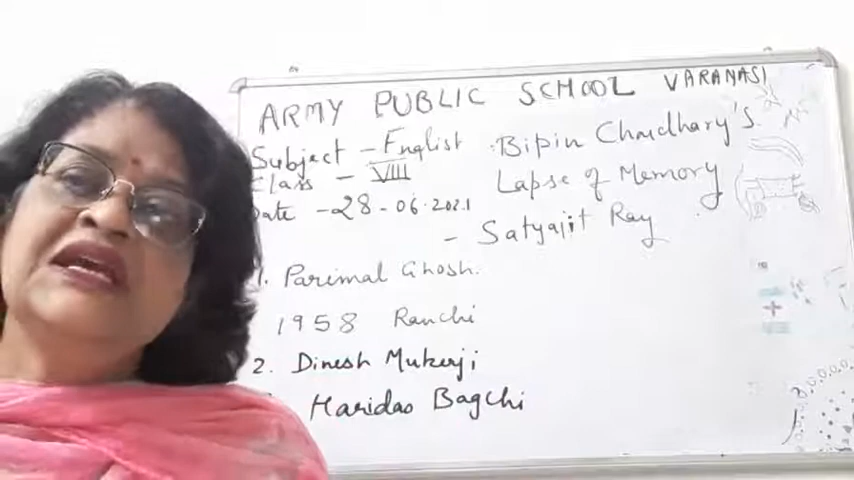 ARMY PUBLIC SCHOOL VARANASI
Subject - English
Class - VIII
Date - 28-06-2021
Bipin Chaudhary's
Lapse of Memory
- Satyajit Ray
1. Parimal Ghosh.
1958 Ranchi
2. Dinesh Mukerji
Haridas Bagchi